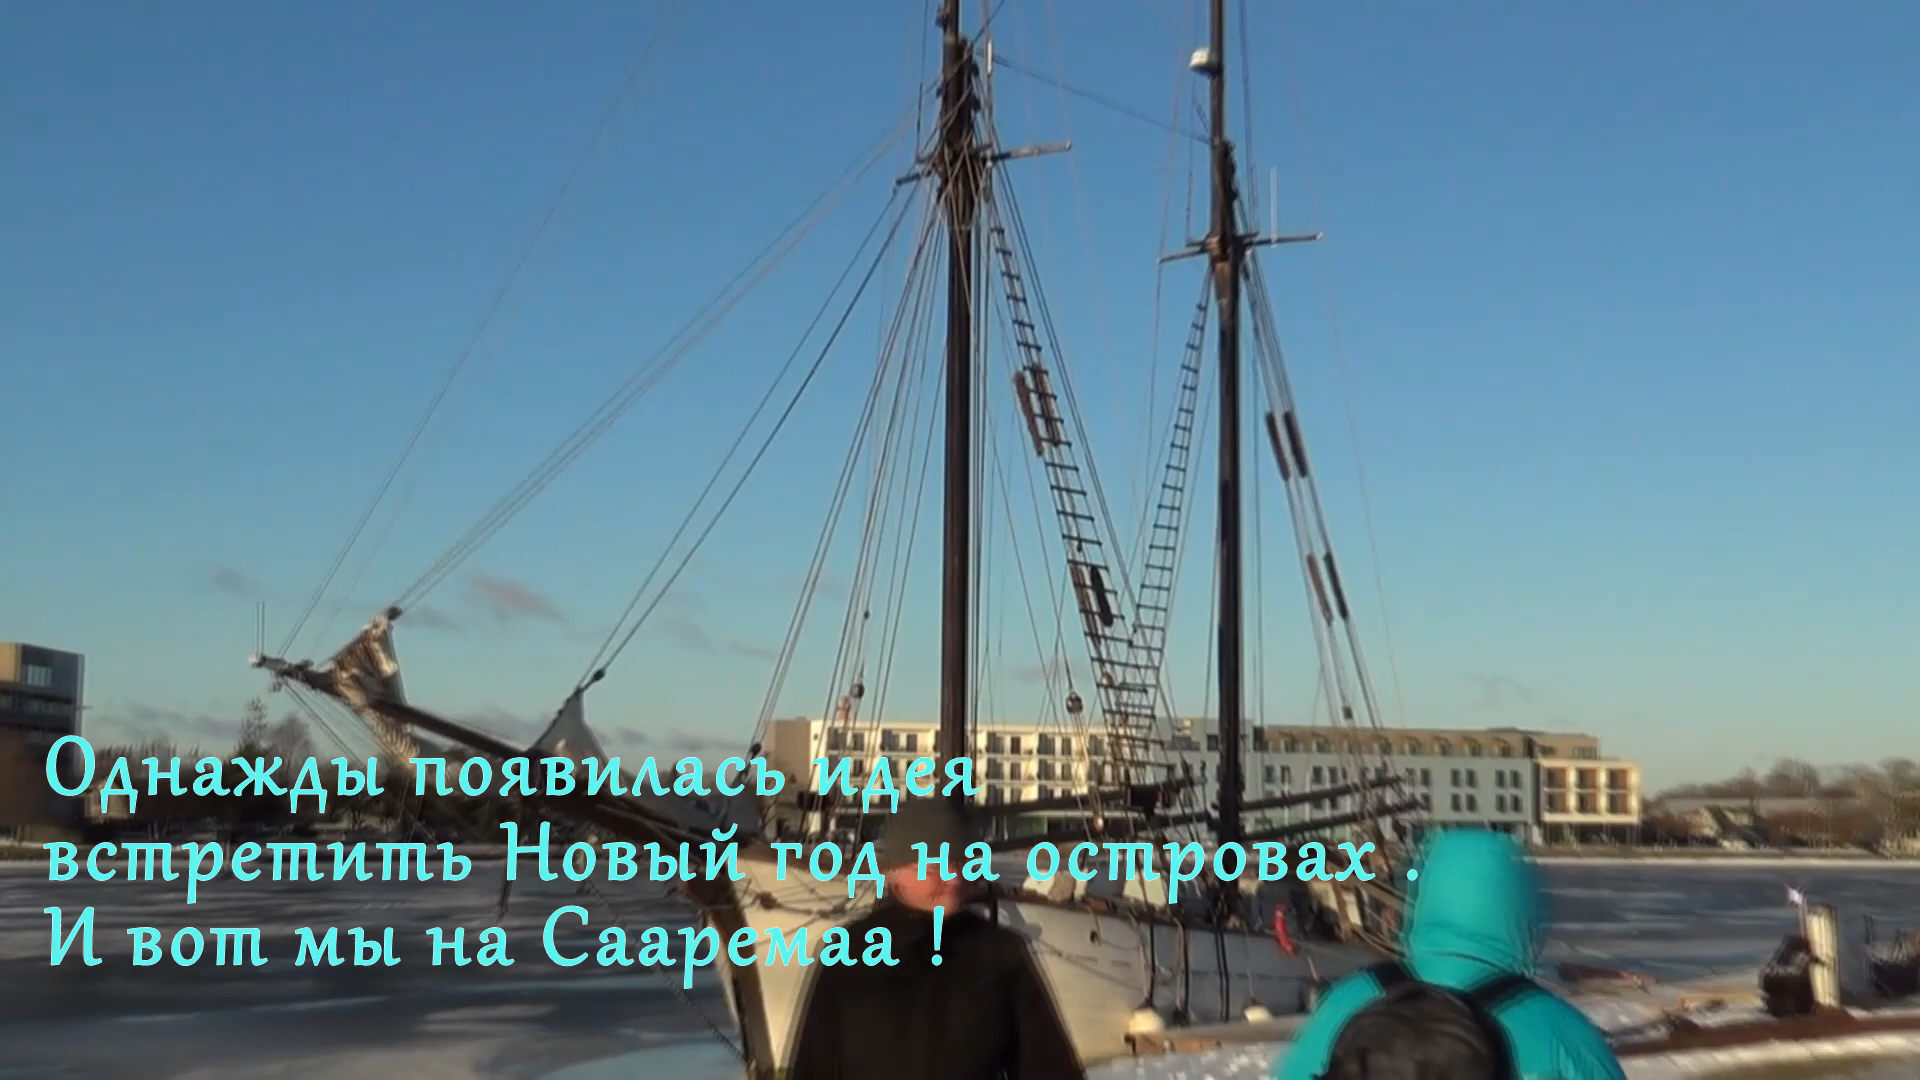 Однажды появилась идея
встретить Новый год на островах .
И вот мы на Сааремаа !